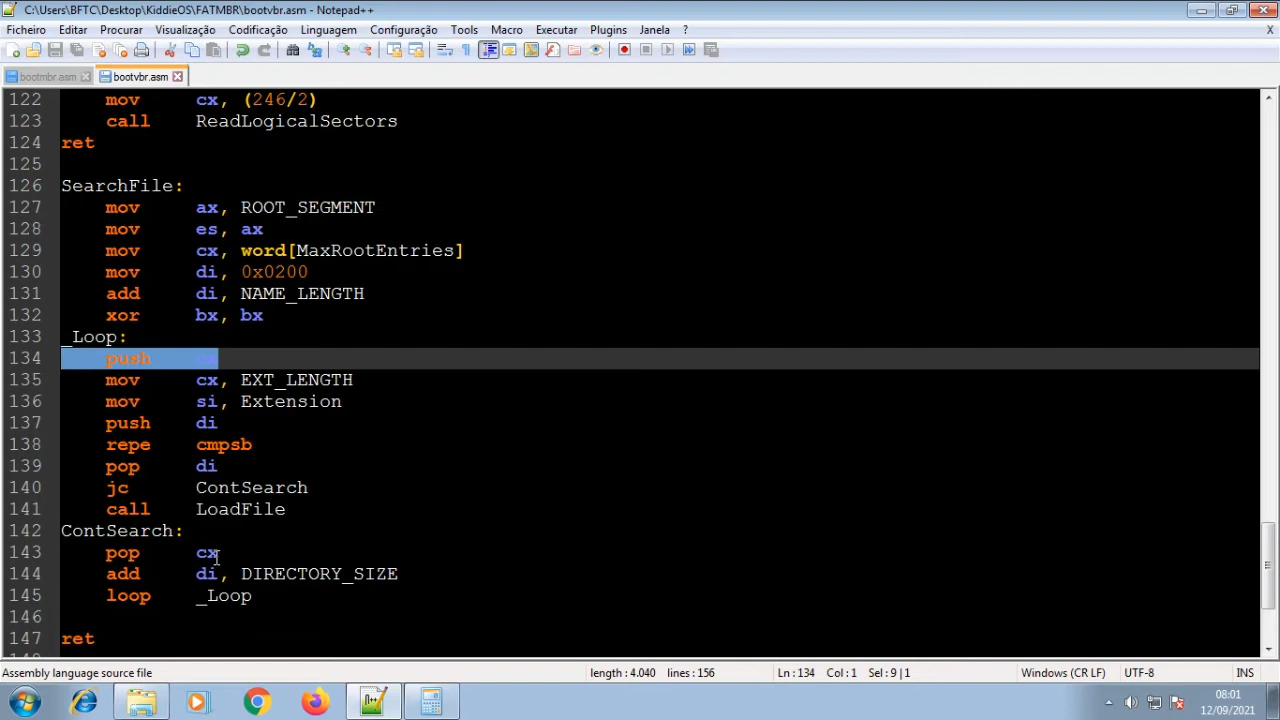 C:\Users\BFTC\Desktop\KiddieOS\FATMBR\bootvbr.asm - Notepad++
Ficheiro Editar Procurar Visualização Codificação Linguagem Configuração Tools Macro Executar Plugins Janela ? X
bootmbr.asm bootvbr.asm
122 mov cx, (246/2)
123 call ReadLogicalSectors
124 ret
125
126 SearchFile:
127 mov ax, ROOT_SEGMENT
128 mov es, ax
129 mov cx, word[MaxRootEntries]
130 mov di, 0x0200
131 add di, NAME_LENGTH
132 xor bx, bx
133 _Loop:
134 push cx
135 mov cx, EXT_LENGTH
136 mov si, Extension
137 push di
138 repe cmpsb
139 pop di
140 jc ContSearch
141 call LoadFile
142 ContSearch:
143 pop cx
144 add di, DIRECTORY_SIZE
145 loop _Loop
146
147 ret
Assembly language source file length : 4.040 lines : 156 Ln : 134 Col : 1 Sel : 9 | 1 Windows (CR LF) UTF-8 INS
08:01
12/09/2021